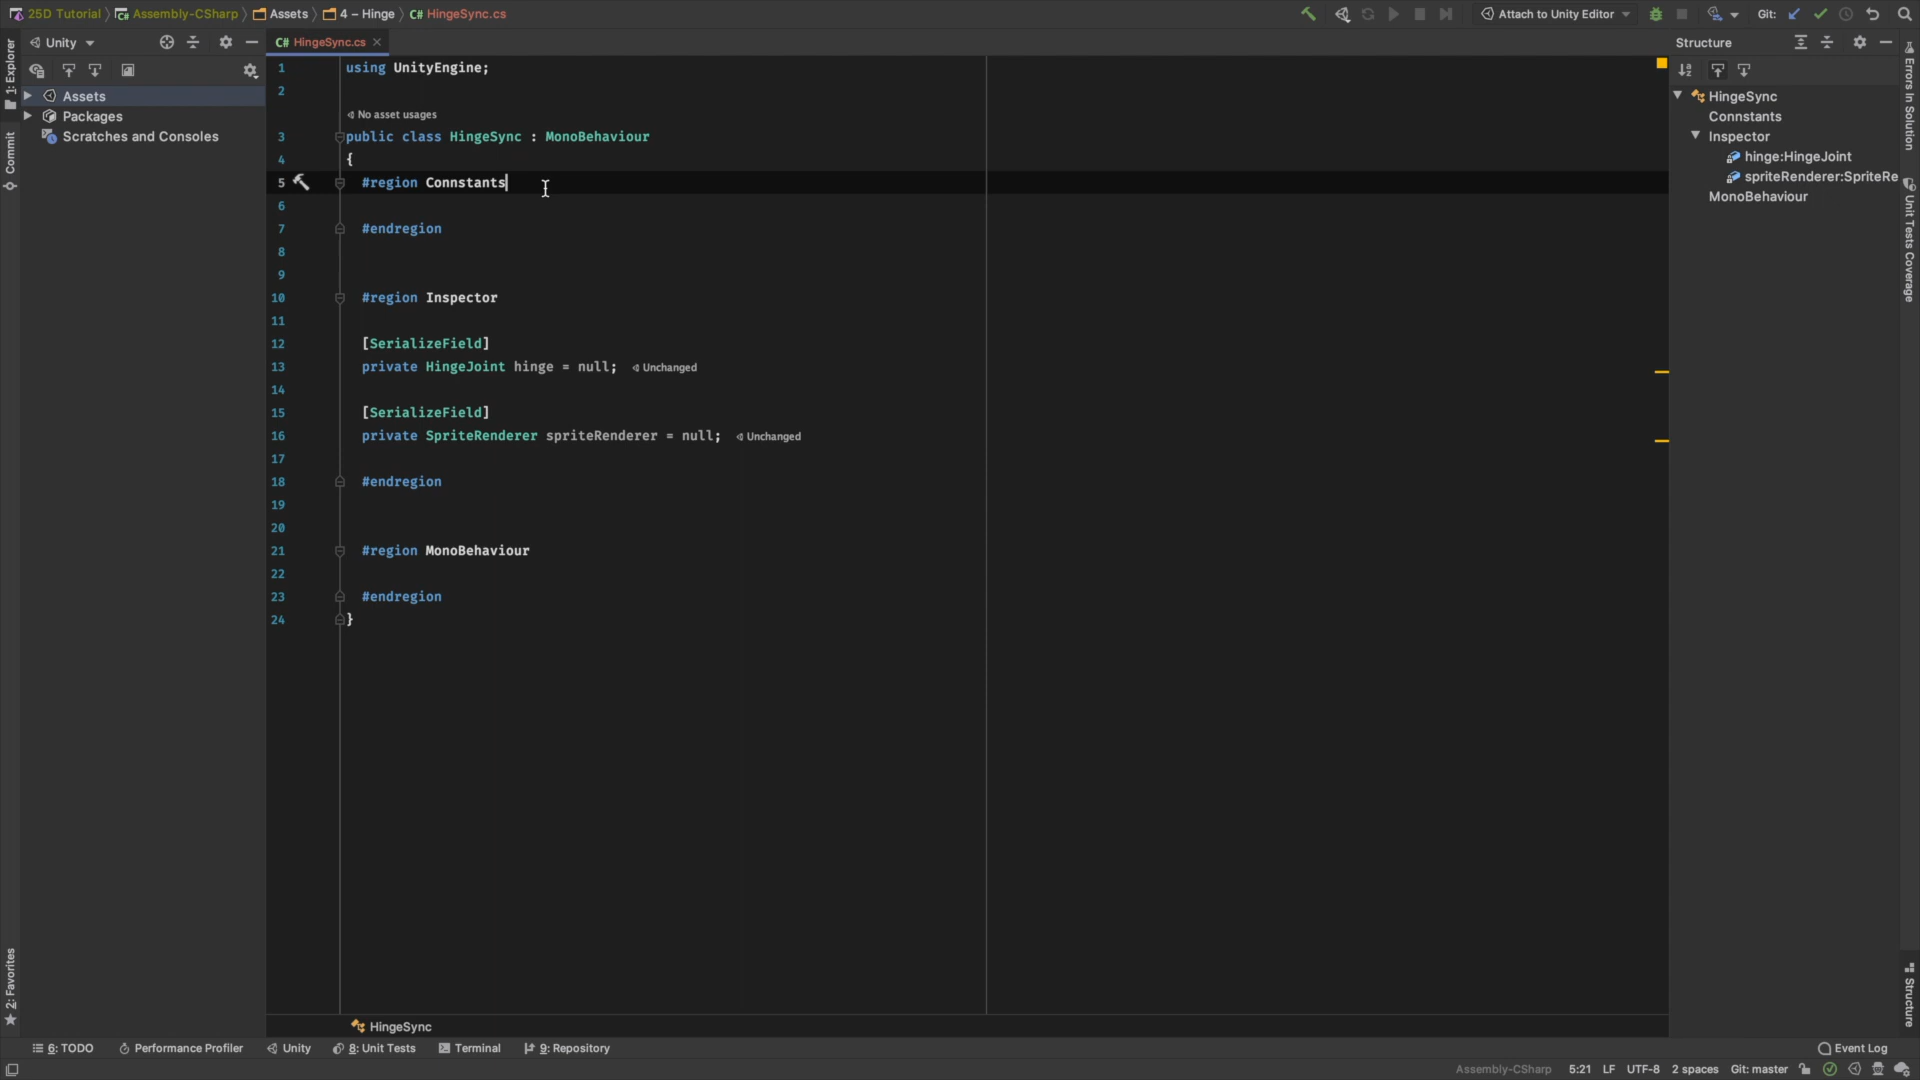 25D Tutorial Assembly-CSharp Assets 4 – Hinge C# HingeSync.cs
Attach to Unity Editor Git:
1: Explorer
Commit
2: Favorites
Unity
Assets
Packages
Scratches and Consoles
C# HingeSync.cs
1 using UnityEngine;
2
No asset usages
3 public class HingeSync : MonoBehaviour
4 {
5 #region Connstants
6
7 #endregion
8
9
10 #region Inspector
11
12 [SerializeField]
13 private HingeJoint hinge = null; Unchanged
14
15 [SerializeField]
16 private SpriteRenderer spriteRenderer = null; Unchanged
17
18 #endregion
19
20
21 #region MonoBehaviour
22
23 #endregion
24 }
HingeSync
Structure
HingeSync
Connstants
Inspector
hinge:HingeJoint
spriteRenderer:SpriteRe
MonoBehaviour
Errors In Solution
Unit Tests Coverage
Structure
6: TODO Performance Profiler Unity 8: Unit Tests Terminal 9: Repository Event Log
Assembly-CSharp 5:21 LF UTF-8 2 spaces Git: master